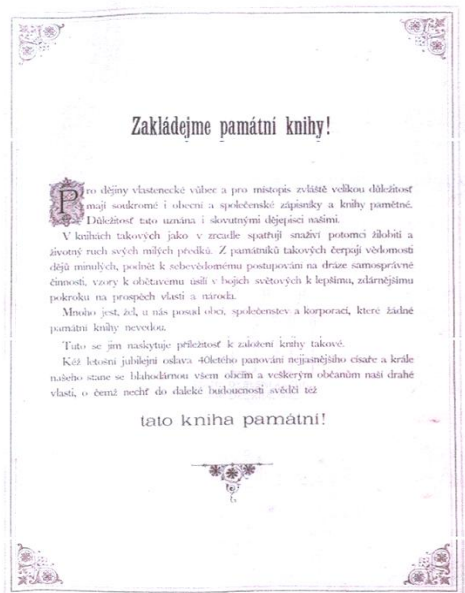 Zakládejme památní knihy!
Pro dějiny vlastenecké vůbec a pro místopis zvláště velikou důležitosť
mají soukromé i obecní a společenské zápisníky a knihy pamětné.
Důležitosť tato uznána i slovutnými dějepisci našimi.
V knihách takových jako v zrcadle spatřují snaživí potomci žilobití a
životný ruch svých milých předků. Z památníků takových čerpají vědomosti
dějů minulých, podnět k sebevědomému postupování na dráze samosprávné
činnosti, vzory k obětavému úsilí v bojích světových k lepšímu, zdárnějšímu
pokroku na prospěch vlasti a národa.
Mnoho jest, žel, u nás posud obcí, společenstev a korporací, které žádné
památní knihy nevedou.
Tuto se jim naskytuje příležitosť k založení knihy takové.
Kéž letošní jubilejní oslava 40letého panování nejjasnějšího císaře a krále
našeho stane se blahodárnou všem obcím a veškerým občanům naší drahé
vlasti, o čemž nechť do daleké budoucnosti svědčí též
tato kniha památní!